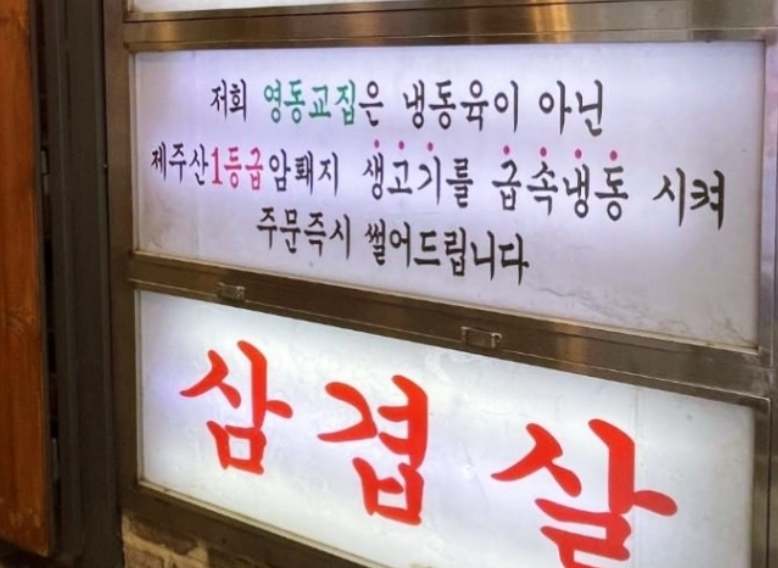 저희 영동교집은 냉동육이 아닌
제주산1등급암퇘지 생고기를 급속냉동 시켜
주문즉시 썰어드립니다
삼겹살